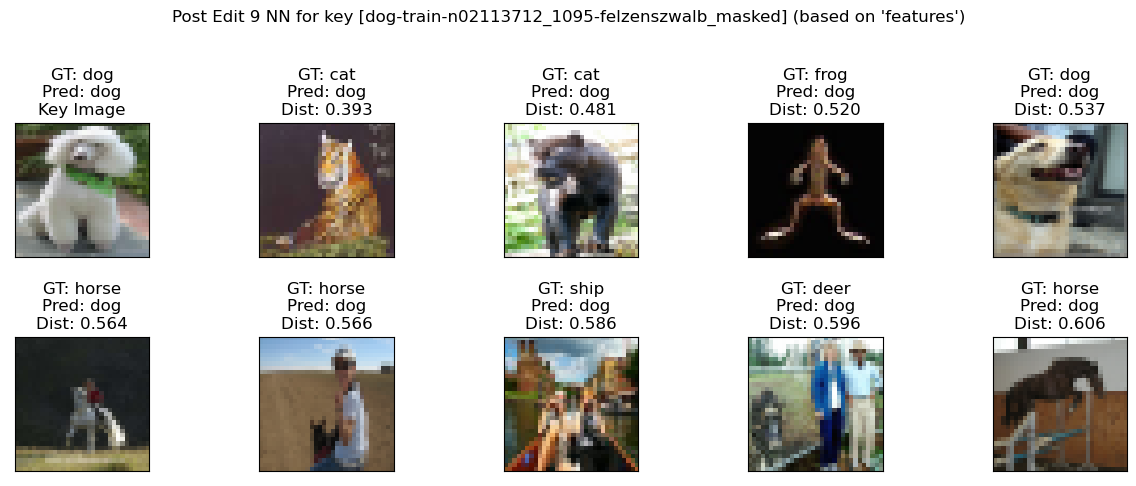 Post Edit 9 NN for key [dog-train-n02113712_1095-felzenszwalb_masked] (based on 'features')
GT: dog
Pred: dog
Key Image
GT: cat
Pred: dog
Dist: 0.393
GT: cat
Pred: dog
Dist: 0.481
GT: frog
Pred: dog
Dist: 0.520
GT: dog
Pred: dog
Dist: 0.537
GT: horse
Pred: dog
Dist: 0.564
GT: horse
Pred: dog
Dist: 0.566
GT: ship
Pred: dog
Dist: 0.586
GT: deer
Pred: dog
Dist: 0.596
GT: horse
Pred: dog
Dist: 0.606